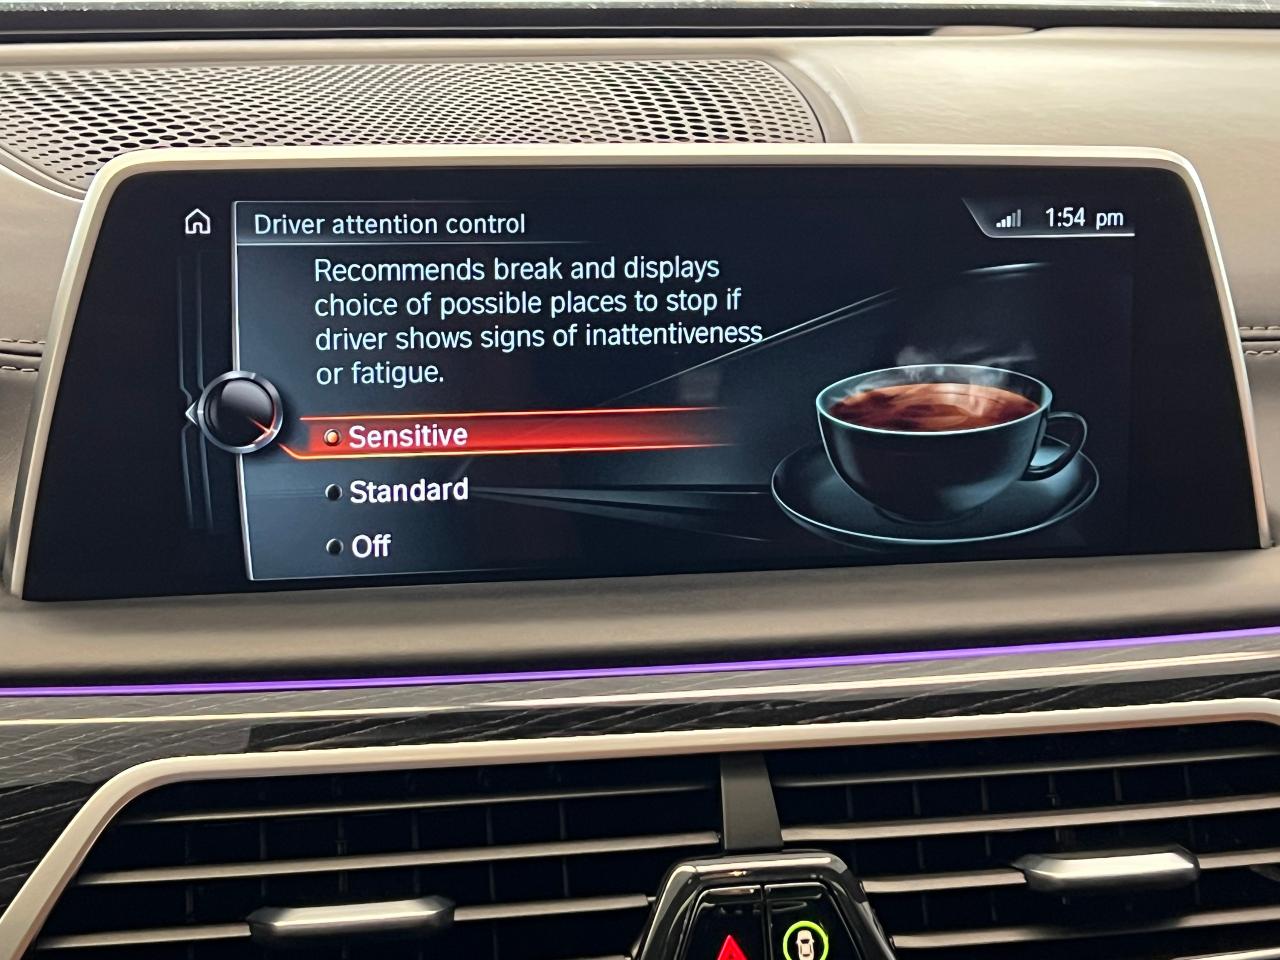 Driver attention control
1:54 pm
Recommends break and displays
choice of possible places to stop if
driver shows signs of inattentiveness
or fatigue.
Sensitive
Standard
Off